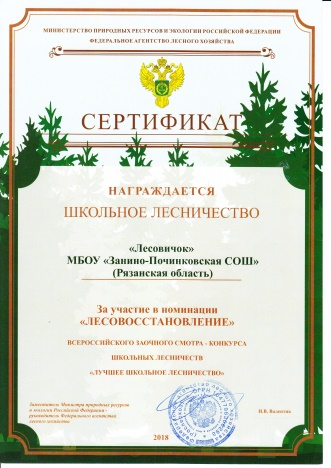 МИНИСТЕРСТВО ПРИРОДНЫХ РЕСУРСОВ И ЭКОЛОГИИ РОССИЙСКОЙ ФЕДЕРАЦИИ
ФЕДЕРАЛЬНОЕ АГЕНТСТВО ЛЕСНОГО ХОЗЯЙСТВА
СЕРТИФИКАТ
НАГРАЖДАЕТСЯ
ШКОЛЬНОЕ ЛЕСНИЧЕСТВО
«Лесовичок»
МБОУ «Занино-Починковская СОШ»
(Рязанская область)
За участие в номинации
«ЛЕСОВОССТАНОВЛЕНИЕ»
ВСЕРОССИЙСКОГО ЗАОЧНОГО СМОТРА - КОНКУРСА
ШКОЛЬНЫХ ЛЕСНИЧЕСТВ
«ЛУЧШЕЕ ШКОЛЬНОЕ ЛЕСНИЧЕСТВО»
Заместитель Министра природных ресурсов
и экологии Российской Федерации -
руководитель Федерального агентства
лесного хозяйства
И.В. Валентик
2018